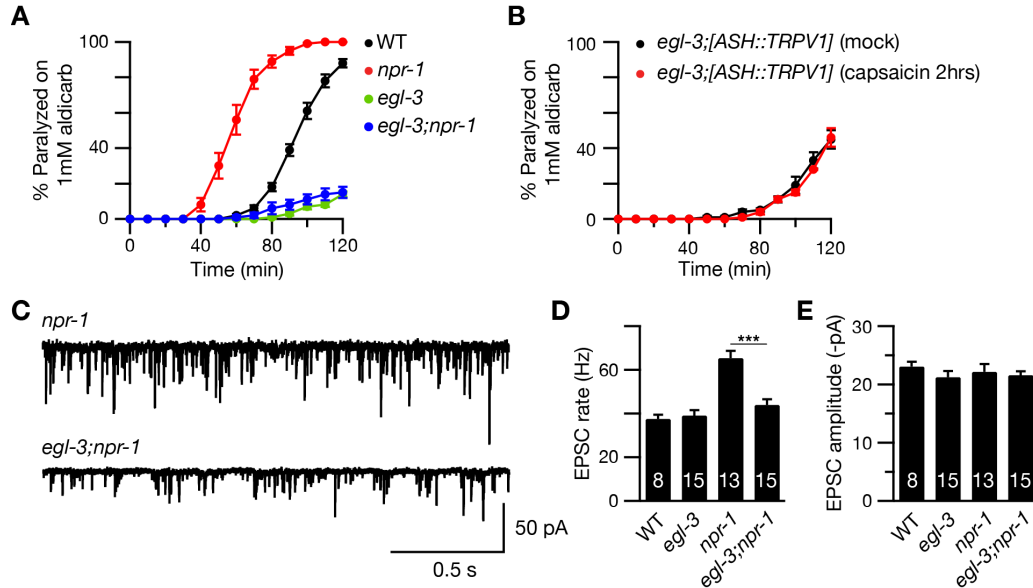 A
% Paralyzed on
1mM aldicarb
100
40
0
0
40
80
120
Time (min)
WT
npr-1
egl-3
egl-3;npr-1
B
% Paralyzed on
1mM aldicarb
100
40
0
0
40
80
120
Time (min)
egl-3;[ASH::TRPV1] (mock)
egl-3;[ASH::TRPV1] (capsaicin 2hrs)
C
npr-1
egl-3;npr-1
50 pA
0.5 s
D
EPSC rate (Hz)
60
20
0
***
8
15
13
15
WT
egl-3
npr-1
egl-3;npr-1
E
EPSC amplitude (-pA)
30
20
10
0
8
15
13
15
WT
egl-3
npr-1
egl-3;npr-1